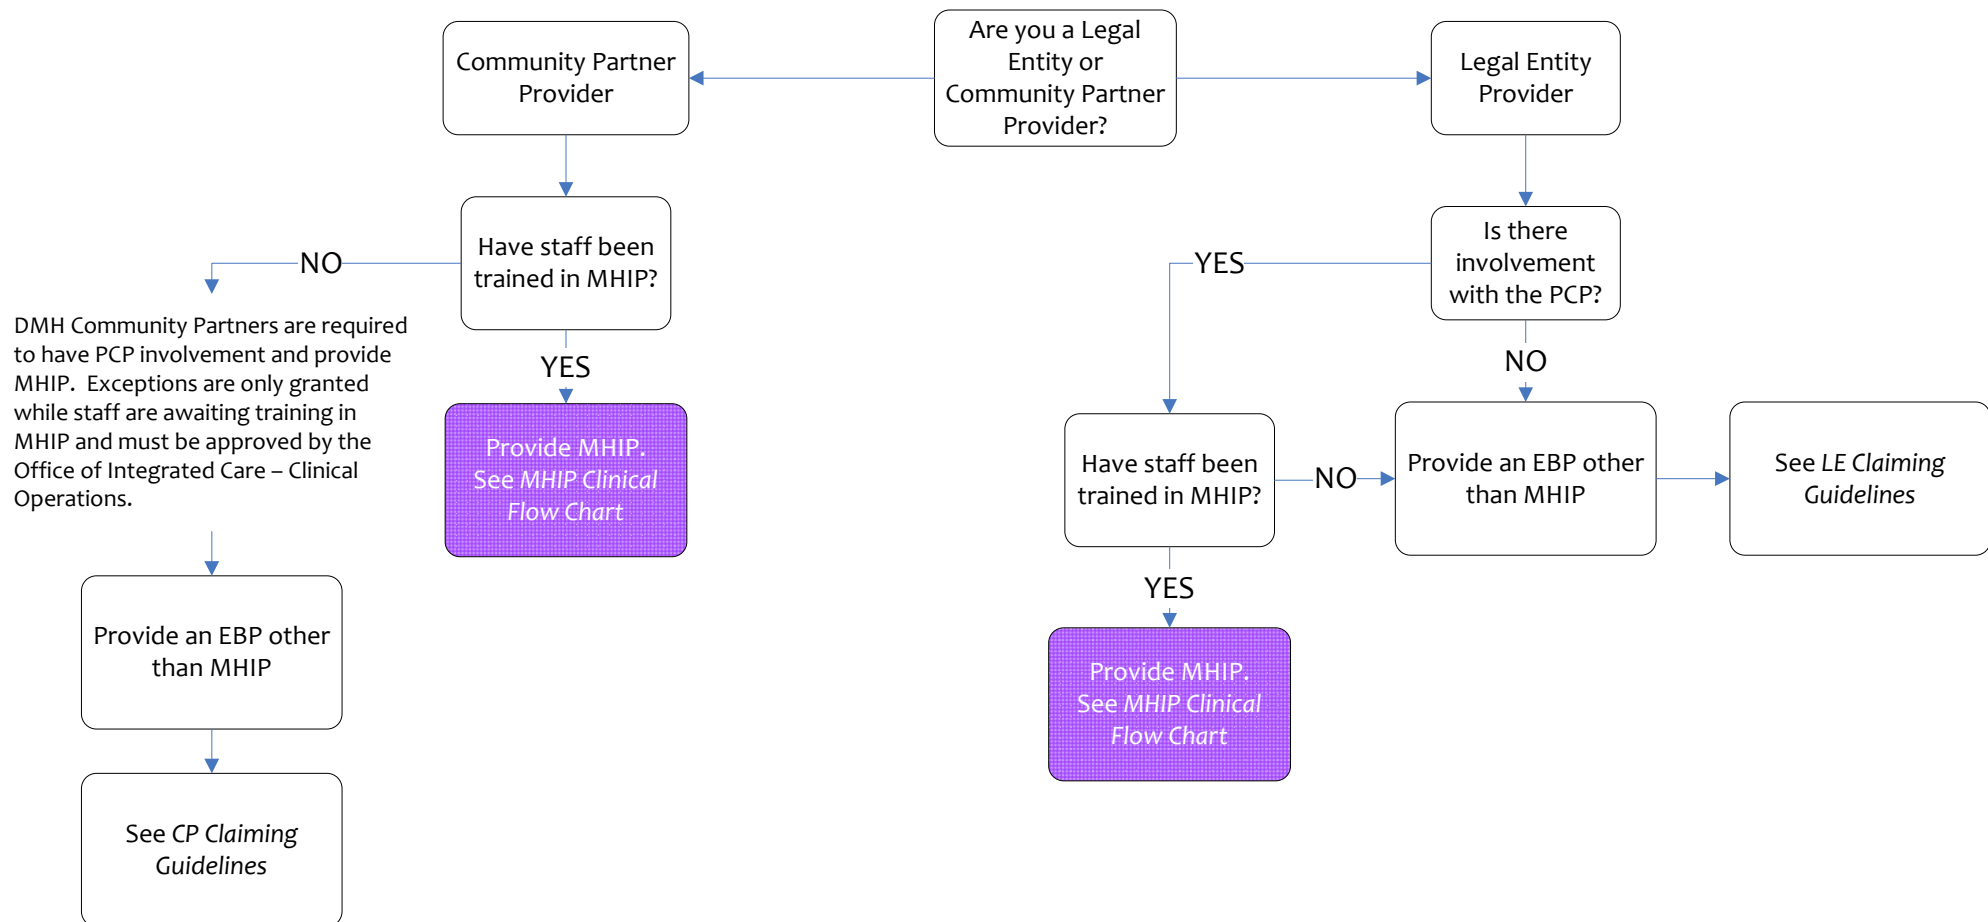 Community Partner
Provider
Are you a Legal
Entity or
Community Partner
Provider?
Legal Entity
Provider
Have staff been
trained in MHIP?
NO
DMH Community Partners are required
to have PCP involvement and provide
MHIP.  Exceptions are only granted
while staff are awaiting training in
MHIP and must be approved by the
Office of Integrated Care – Clinical
Operations.
YES
Provide MHIP.
See MHIP Clinical
Flow Chart
Provide an EBP other
than MHIP
See CP Claiming
Guidelines
Is there
involvement
with the PCP?
YES
NO
Have staff been
trained in MHIP?
NO
Provide an EBP other
than MHIP
See LE Claiming
Guidelines
YES
Provide MHIP.
See MHIP Clinical
Flow Chart